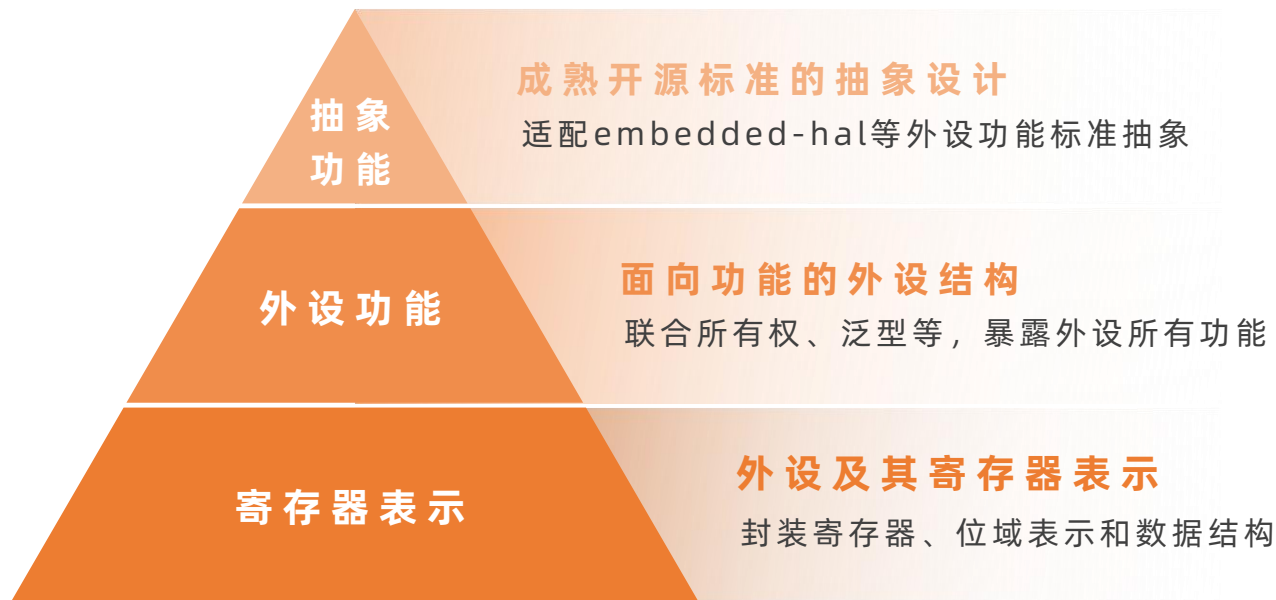 抽象
功能
成熟开源标准的抽象设计
适配embedded-hal等外设功能标准抽象
外设功能
面向功能的外设结构
联合所有权、泛型等，暴露外设所有功能
寄存器表示
外设及其寄存器表示
封装寄存器、位域表示和数据结构